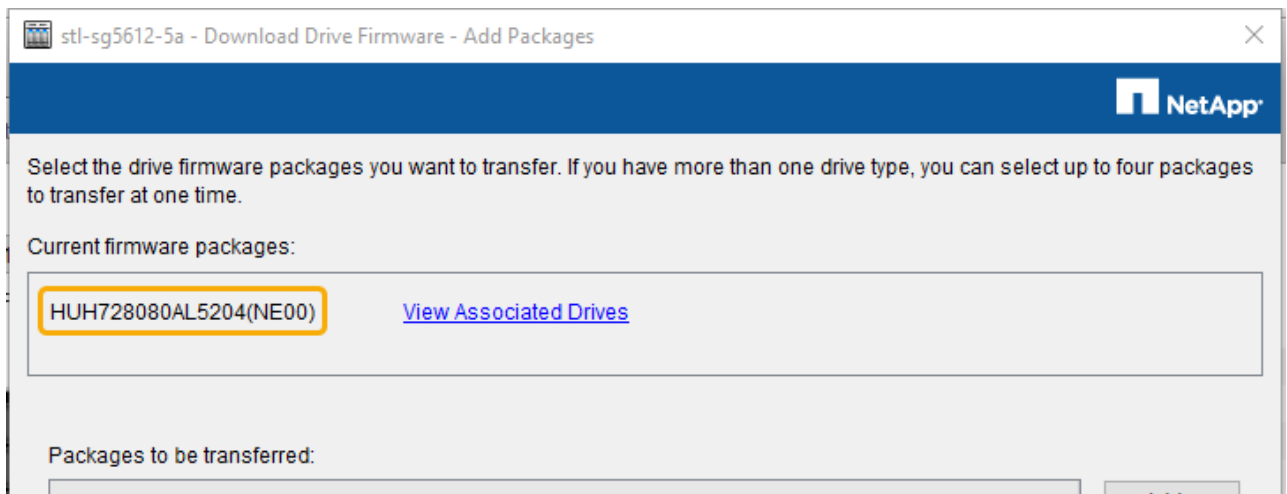 stl-sg5612-5a - Download Drive Firmware - Add Packages
NetApp
Select the drive firmware packages you want to transfer. If you have more than one drive type, you can select up to four packages
to transfer at one time.
Current firmware packages:
HUH728080AL5204(NE00) View Associated Drives
Packages to be transferred: